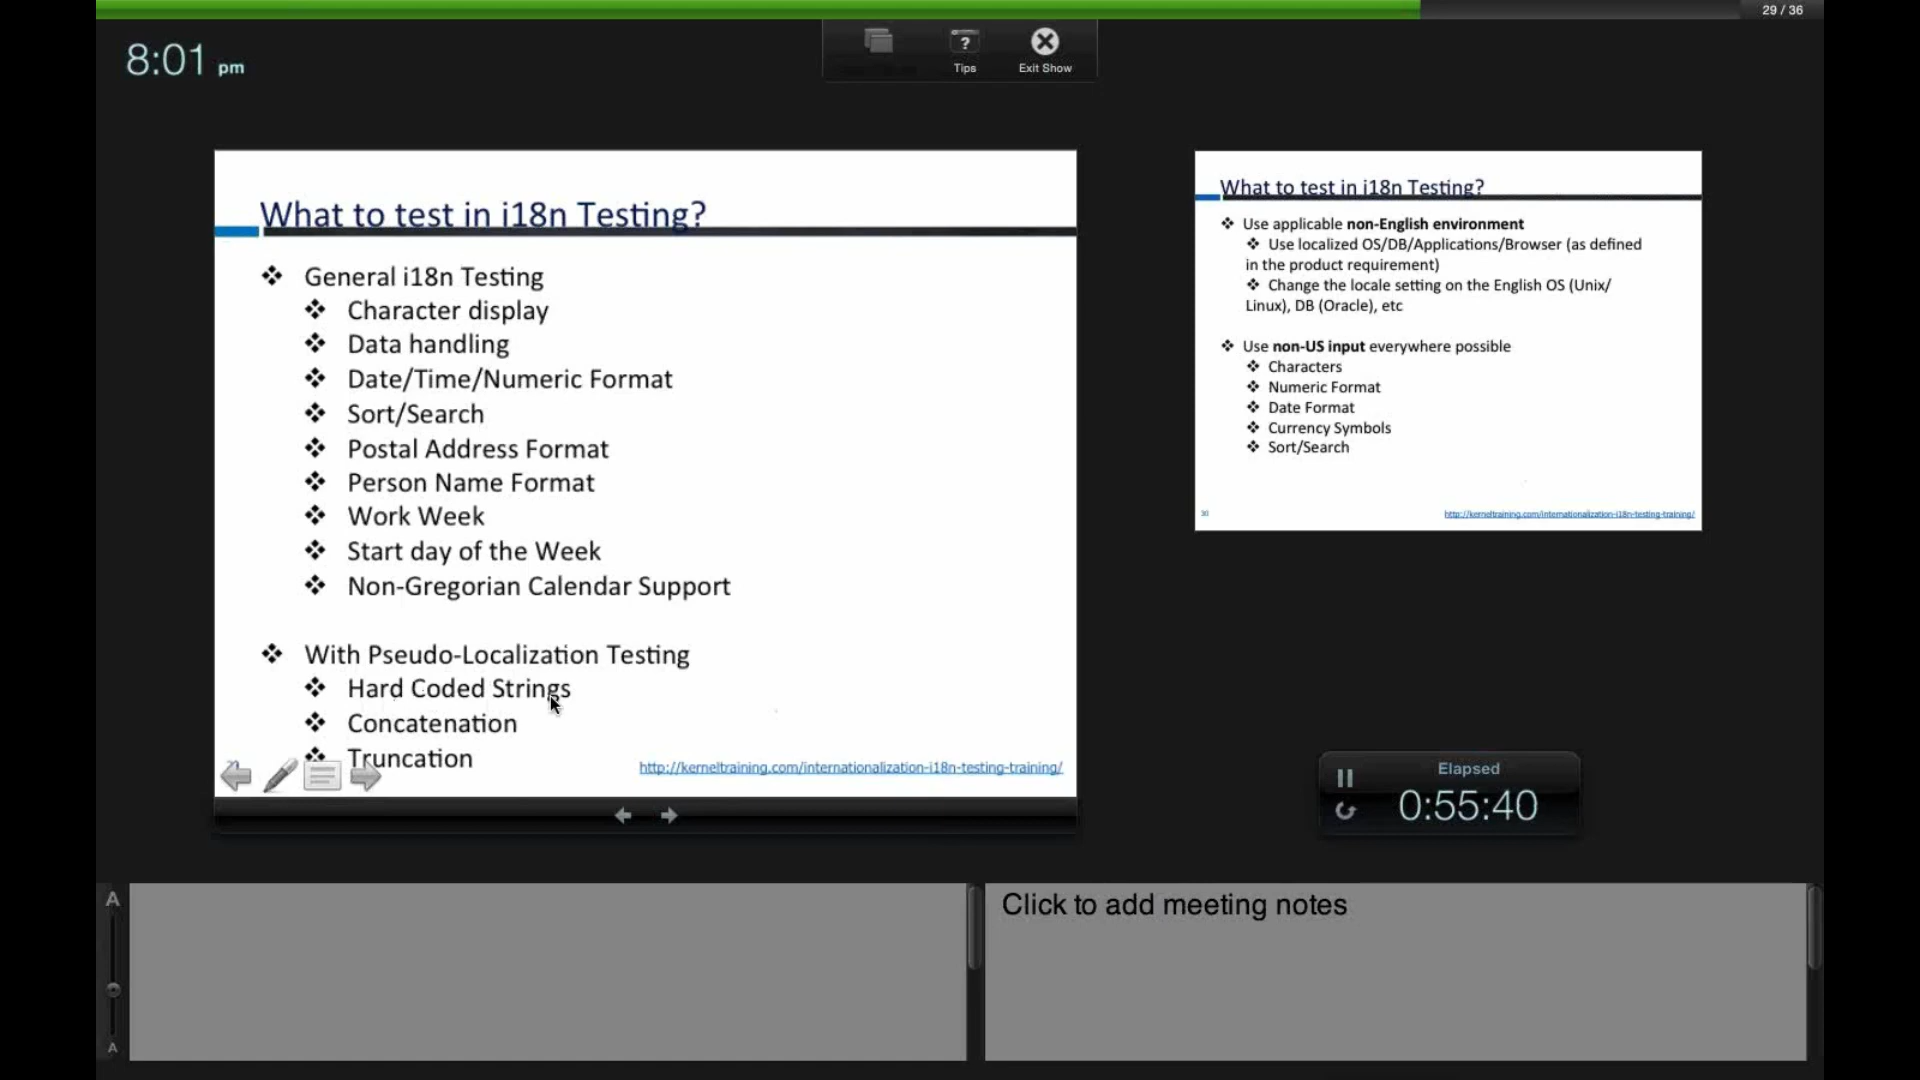 29 / 36
8:01 pm
?
Tips
Exit Show
What to test in i18n Testing?
General i18n Testing
Character display
Data handling
Date/Time/Numeric Format
Sort/Search
Postal Address Format
Person Name Format
Work Week
Start day of the Week
Non-Gregorian Calendar Support
With Pseudo-Localization Testing
Hard Coded Strings
Concatenation
Truncation
http://kerneltraining.com/internationalization-i18n-testing-training/
What to test in i18n Testing?
Use applicable non-English environment
Use localized OS/DB/Applications/Browser (as defined
in the product requirement)
Change the locale setting on the English OS (Unix/
Linux), DB (Oracle), etc
Use non-US input everywhere possible
Characters
Numeric Format
Date Format
Currency Symbols
Sort/Search
30
http://kerneltraining.com/internationalization-i18n-testing-training/
Elapsed
0:55:40
A
A
Click to add meeting notes